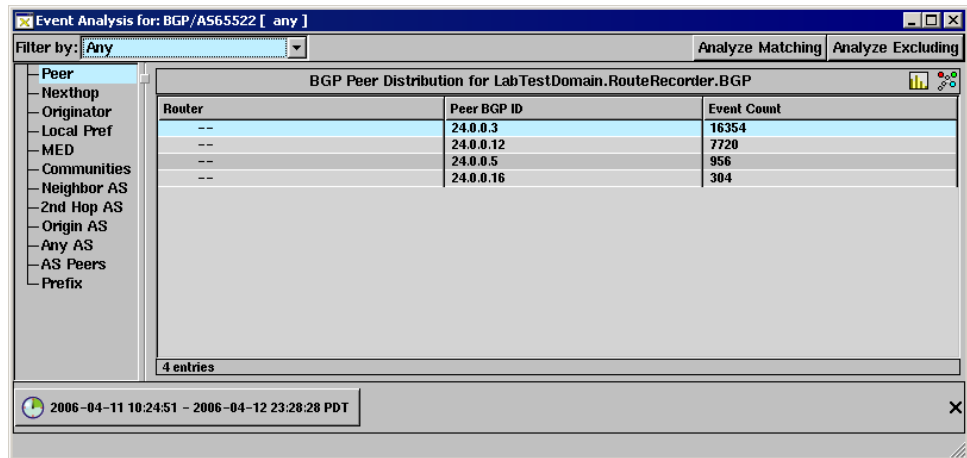 Event Analysis for: BGP/AS65522 [ any ]
Filter by: Any
Analyze Matching Analyze Excluding
Peer
Nexthop
Originator
Local Pref
MED
Communities
Neighbor AS
2nd Hop AS
Origin AS
Any AS
AS Peers
Prefix
BGP Peer Distribution for LabTestDomain.RouteRecorder.BGP
Router Peer BGP ID Event Count
-- 24.0.0.3 16354
-- 24.0.0.12 7720
-- 24.0.0.5 956
-- 24.0.0.16 304
4 entries
2006-04-11 10:24:51 - 2006-04-12 23:28:28 PDT